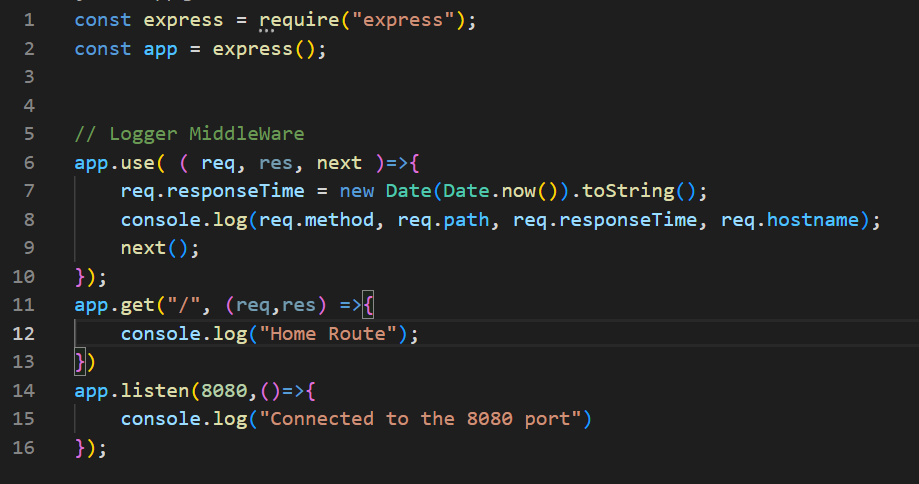 1 const express = require("express");
2 const app = express();
3
4
5 // Logger MiddleWare
6 app.use( ( req, res, next )=>{
7     req.responseTime = new Date(Date.now()).toString();
8     console.log(req.method, req.path, req.responseTime, req.hostname);
9     next();
10 });
11 app.get("/", (req,res) =>{
12     console.log("Home Route");
13 })
14 app.listen(8080,()=>{
15     console.log("Connected to the 8080 port")
16 });